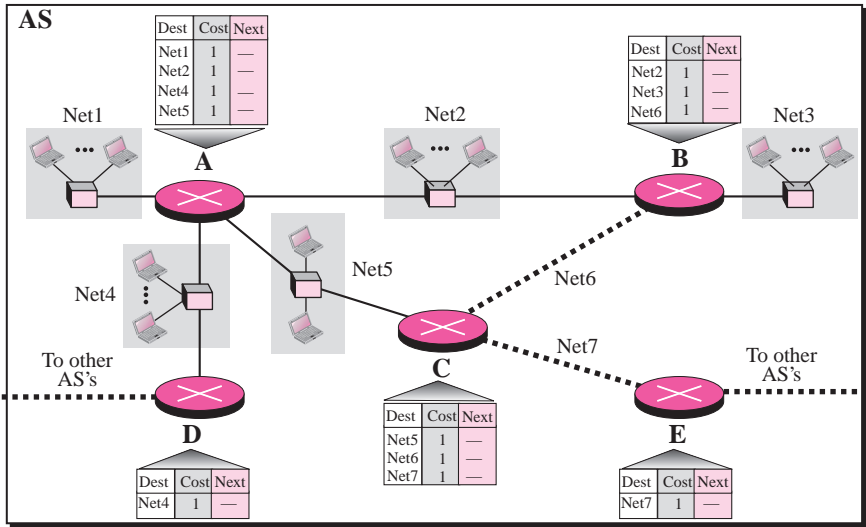 AS
Dest Cost Next
Net1 1 —
Net2 1 —
Net4 1 —
Net5 1 —
Dest Cost Next
Net2 1 —
Net3 1 —
Net6 1 —
Net1
Net2
Net3
A
B
Net4
Net5
Net6
Net7
To other
AS's
To other
AS's
C
D
E
Dest Cost Next
Net5 1 —
Net6 1 —
Net7 1 —
Dest Cost Next
Net4 1 —
Dest Cost Next
Net7 1 —